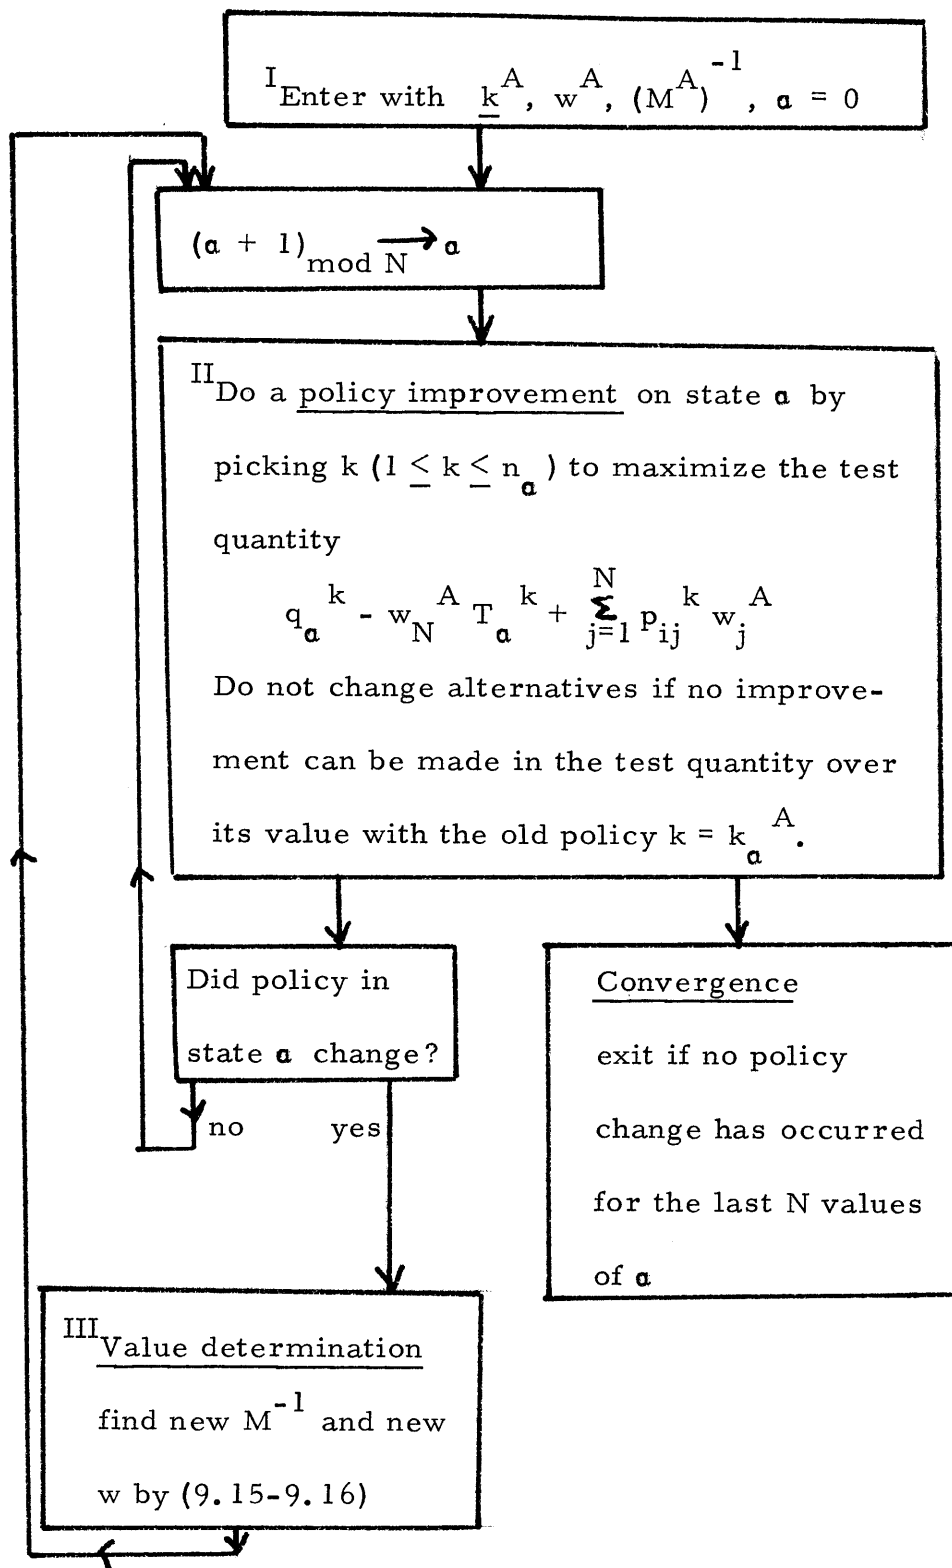 I Enter with k^A, w^A, (M^A)^-1, a = 0
(a + 1)_mod N → a
II Do a policy improvement on state a by
picking k (1 ≤ k ≤ n_a) to maximize the test
quantity
q_a^k - w_N^A T_a^k + Σ_{j=1}^N p_ij^k w_j^A
Do not change alternatives if no improve-
ment can be made in the test quantity over
its value with the old policy k = k_a^A.
Did policy in
state a change?
no yes
Convergence
exit if no policy
change has occurred
for the last N values
of a
III Value determination
find new M^-1 and new
w by (9.15-9.16)